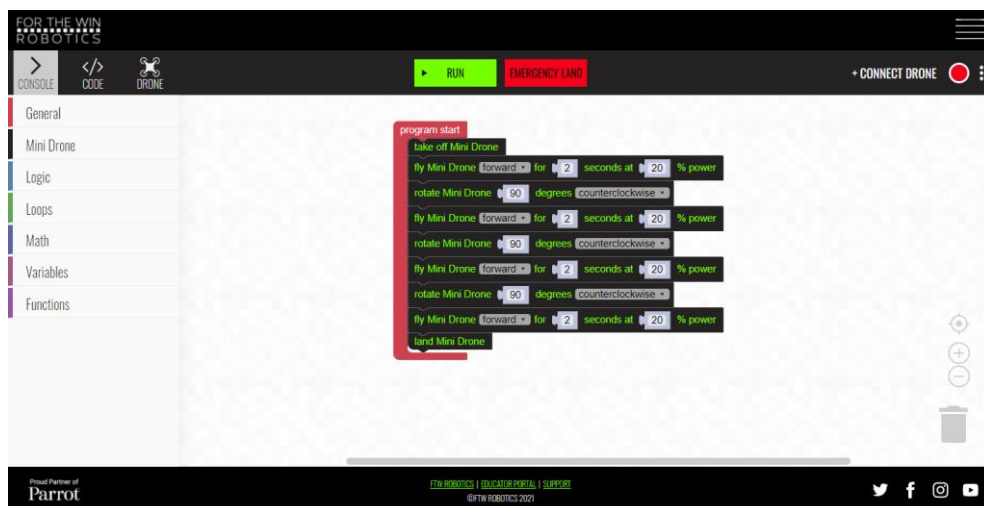 FOR THE WIN
ROBOTICS
CONSOLE
</>
CODE
DRONE
RUN
EMERGENCY LAND
+ CONNECT DRONE
General
Mini Drone
Logic
Loops
Math
Variables
Functions
program start
take off Mini Drone
fly Mini Drone forward for 2 seconds at 20 % power
rotate Mini Drone 90 degrees counterclockwise
fly Mini Drone forward for 2 seconds at 20 % power
rotate Mini Drone 90 degrees counterclockwise
fly Mini Drone forward for 2 seconds at 20 % power
rotate Mini Drone 90 degrees counterclockwise
fly Mini Drone forward for 2 seconds at 20 % power
land Mini Drone
Proud Partner of
Parrot
FTW ROBOTICS | EDUCATOR PORTAL | SUPPORT
©FTW ROBOTICS 2021